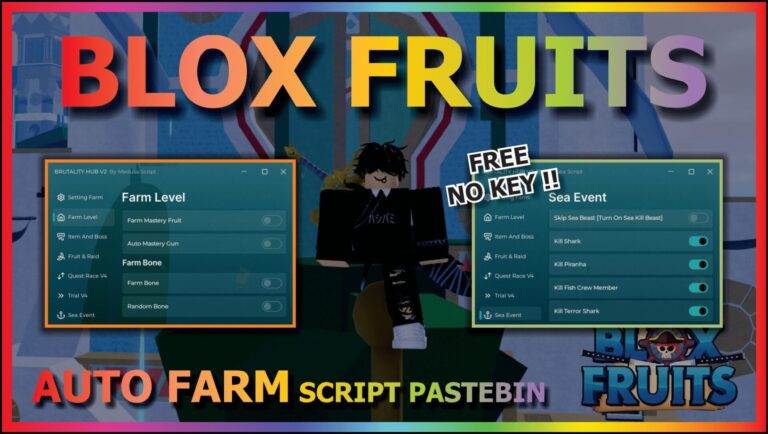 BLOX FRUITS
BRUTALITY HUB V2 By Medusa Script
Setting Farm
Farm Level
Item And Boss
Fruit & Raid
Quest Race V4
Trial V4
Sea Event
Farm Level
Farm Mastery Fruit
Auto Mastery Gun
Farm Bone
Farm Bone
Random Bone
FREE
NO KEY !!
Farm Level
Item And Boss
Fruit & Raid
Quest Race V4
Trial V4
Sea Event
Sea Event
Skip Sea Beast [Turn On Sea Kill Beast]
Kill Shark
Kill Piranha
Kill Fish Crew Member
Kill Terror Shark
BLOX
FRUITS
AUTO FARM SCRIPT PASTEBIN